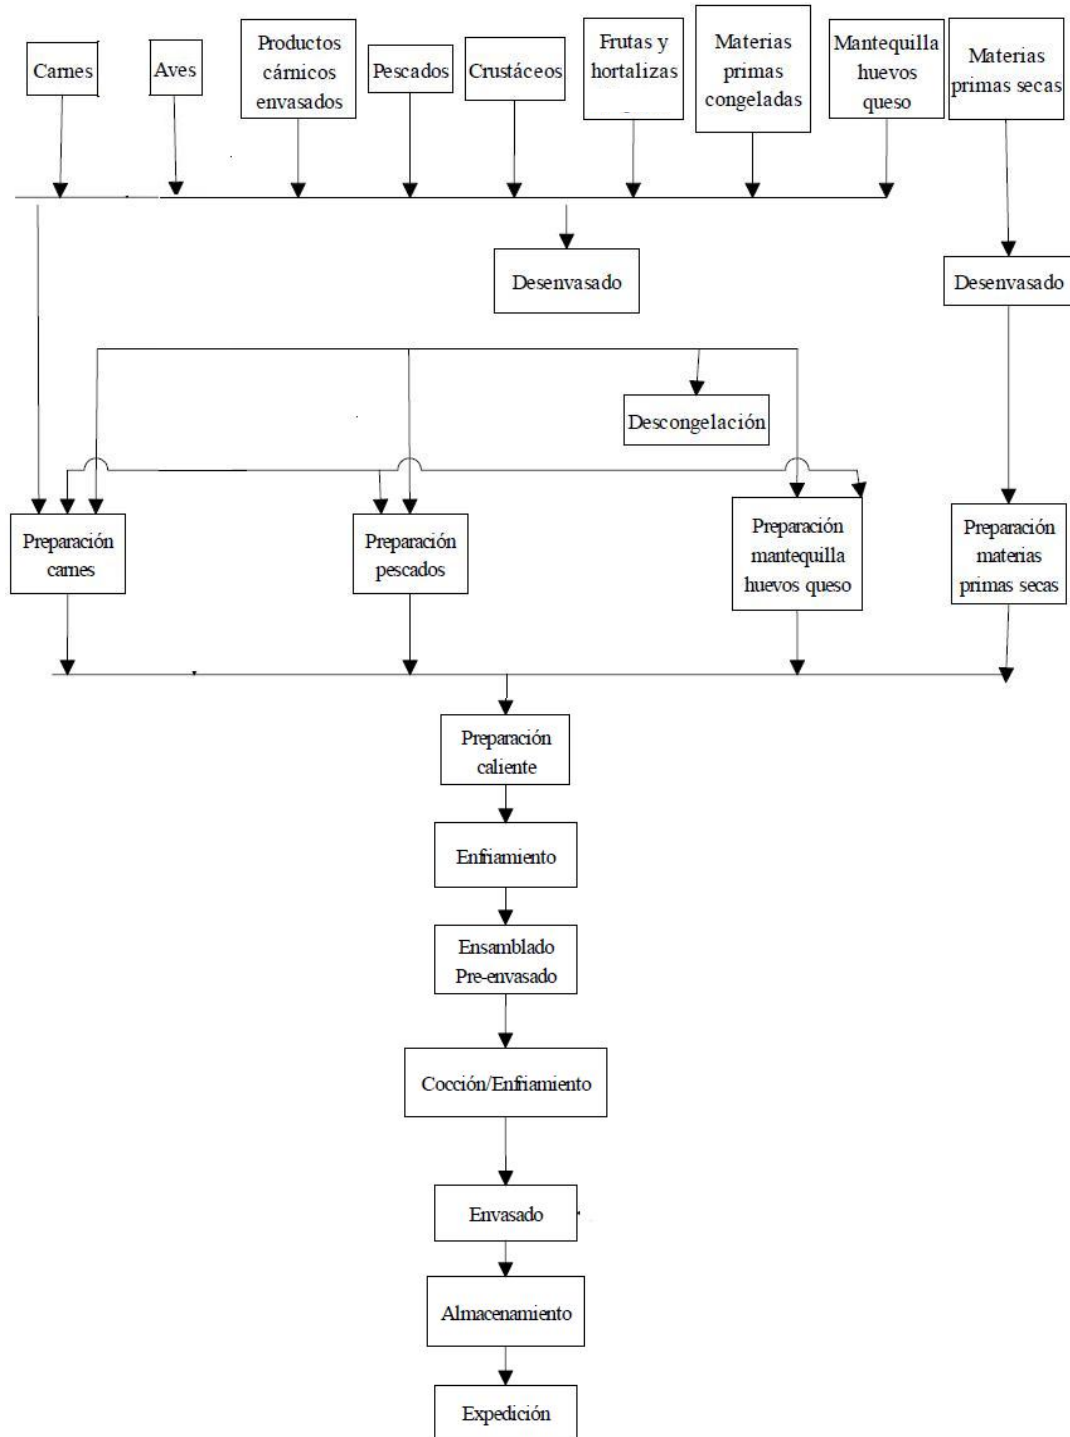 Carnes
Aves
Productos
cárnicos
envasados
Pescados
Crustáceos
Frutas y
hortalizas
Materias
primas
congeladas
Mantequilla
huevos
queso
Materias
primas secas
Desenvasado
Desenvasado
Descongelación
Preparación
carnes
Preparación
pescados
Preparación
mantequilla
huevos queso
Preparación
materias
primas secas
Preparación
caliente
Enfriamiento
Ensamblado
Pre-envasado
Cocción/Enfriamiento
Envasado
Almacenamiento
Expedición